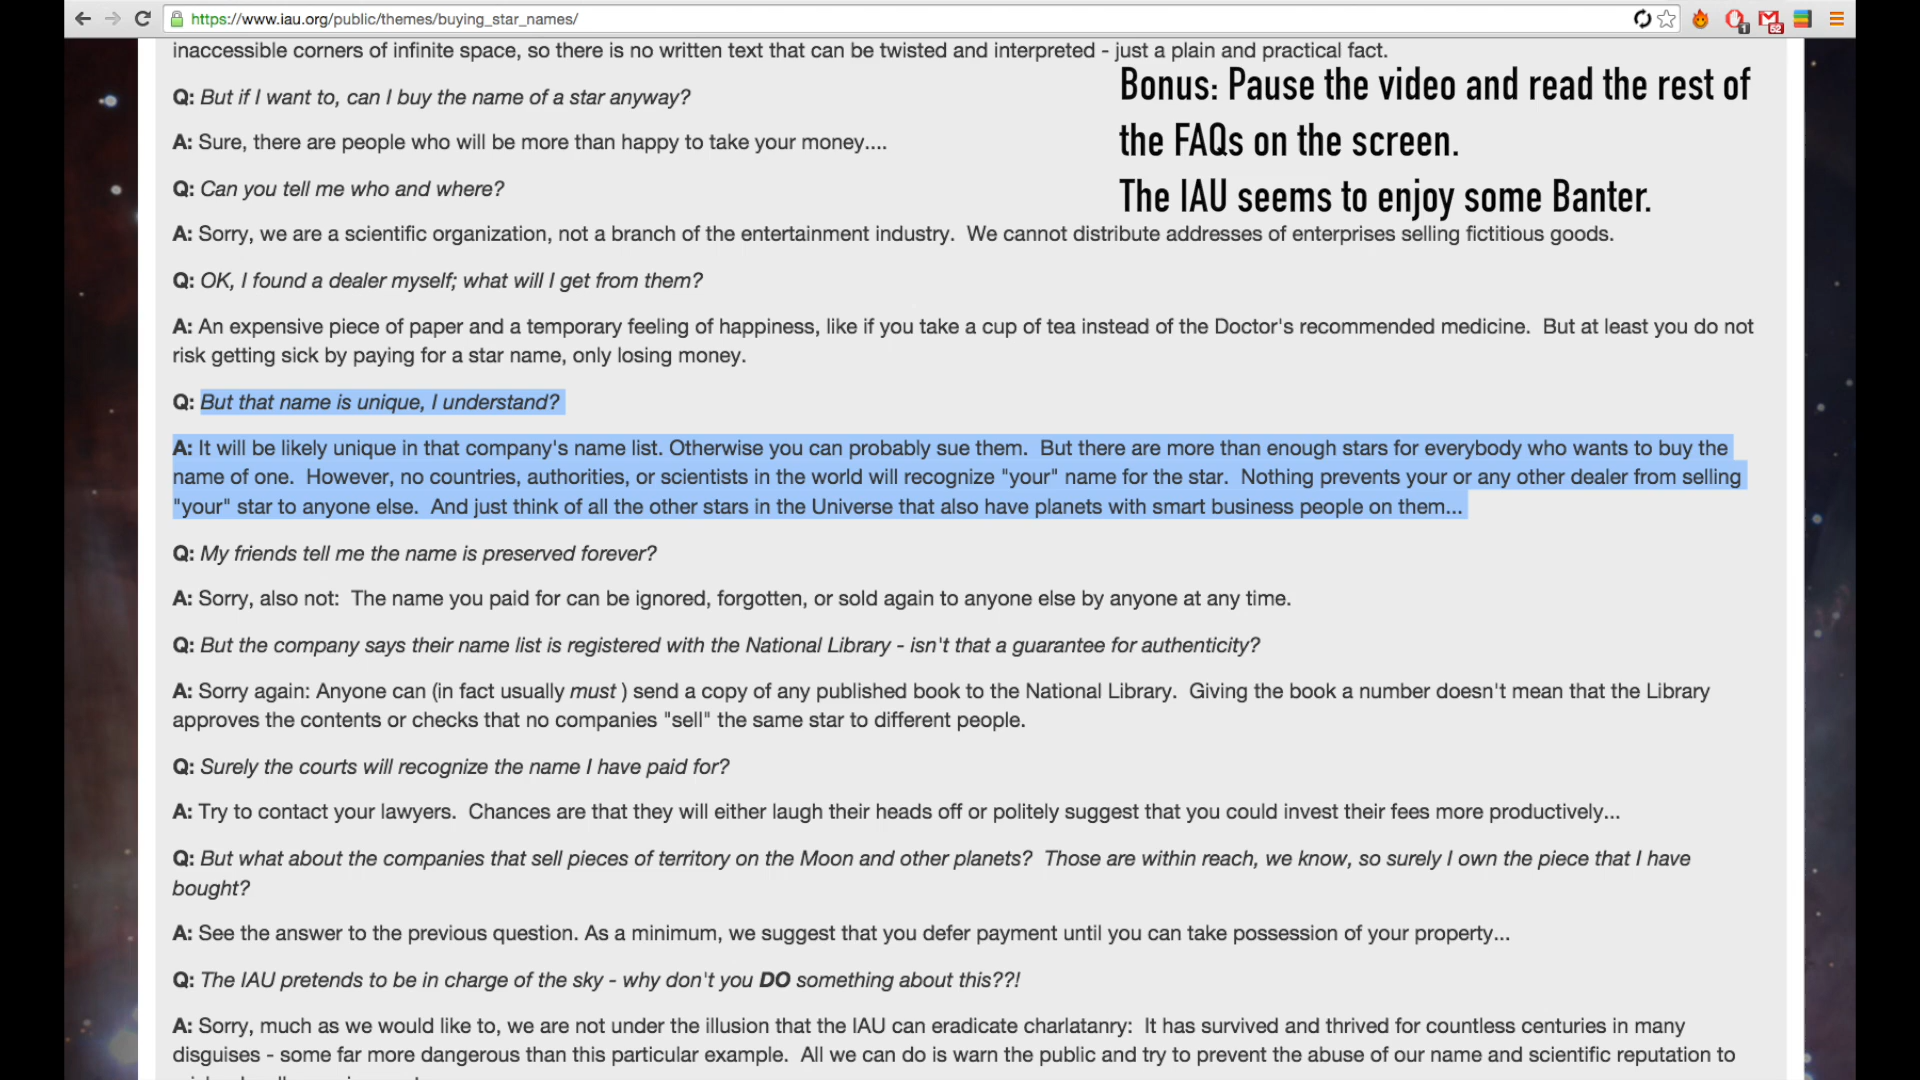 https://www.iau.org/public/themes/buying_star_names/
1
62
inaccessible corners of infinite space, so there is no written text that can be twisted and interpreted - just a plain and practical fact.
Bonus: Pause the video and read the rest of
the FAQs on the screen.
The IAU seems to enjoy some Banter.
Q: But if I want to, can I buy the name of a star anyway?
A: Sure, there are people who will be more than happy to take your money....
Q: Can you tell me who and where?
A: Sorry, we are a scientific organization, not a branch of the entertainment industry.  We cannot distribute addresses of enterprises selling fictitious goods.
Q: OK, I found a dealer myself; what will I get from them?
A: An expensive piece of paper and a temporary feeling of happiness, like if you take a cup of tea instead of the Doctor's recommended medicine.  But at least you do not
risk getting sick by paying for a star name, only losing money.
Q: But that name is unique, I understand?
A: It will be likely unique in that company's name list. Otherwise you can probably sue them.  But there are more than enough stars for everybody who wants to buy the
name of one.  However, no countries, authorities, or scientists in the world will recognize "your" name for the star.  Nothing prevents your or any other dealer from selling
"your" star to anyone else.  And just think of all the other stars in the Universe that also have planets with smart business people on them...
Q: My friends tell me the name is preserved forever?
A: Sorry, also not:  The name you paid for can be ignored, forgotten, or sold again to anyone else by anyone at any time.
Q: But the company says their name list is registered with the National Library - isn't that a guarantee for authenticity?
A: Sorry again: Anyone can (in fact usually must ) send a copy of any published book to the National Library.  Giving the book a number doesn't mean that the Library
approves the contents or checks that no companies "sell" the same star to different people.
Q: Surely the courts will recognize the name I have paid for?
A: Try to contact your lawyers.  Chances are that they will either laugh their heads off or politely suggest that you could invest their fees more productively...
Q: But what about the companies that sell pieces of territory on the Moon and other planets?  Those are within reach, we know, so surely I own the piece that I have
bought?
A: See the answer to the previous question. As a minimum, we suggest that you defer payment until you can take possession of your property...
Q: The IAU pretends to be in charge of the sky - why don't you DO something about this??!
A: Sorry, much as we would like to, we are not under the illusion that the IAU can eradicate charlatanry:  It has survived and thrived for countless centuries in many
disguises - some far more dangerous than this particular example.  All we can do is warn the public and try to prevent the abuse of our name and scientific reputation to